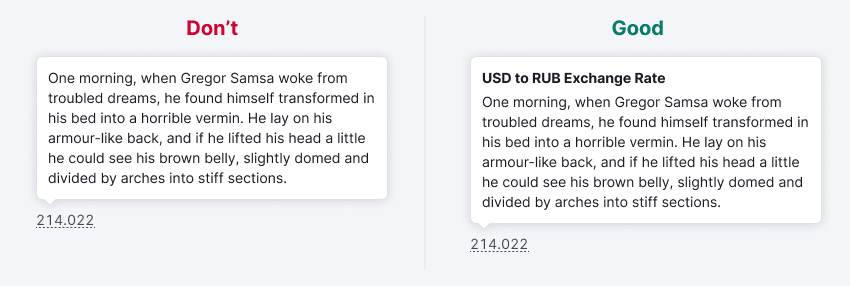 Don’t
One morning, when Gregor Samsa woke from
troubled dreams, he found himself transformed in
his bed into a horrible vermin. He lay on his
armour-like back, and if he lifted his head a little
he could see his brown belly, slightly domed and
divided by arches into stiff sections.
214.022
Good
USD to RUB Exchange Rate
One morning, when Gregor Samsa woke from
troubled dreams, he found himself transformed in
his bed into a horrible vermin. He lay on his
armour-like back, and if he lifted his head a little
he could see his brown belly, slightly domed and
divided by arches into stiff sections.
214.022